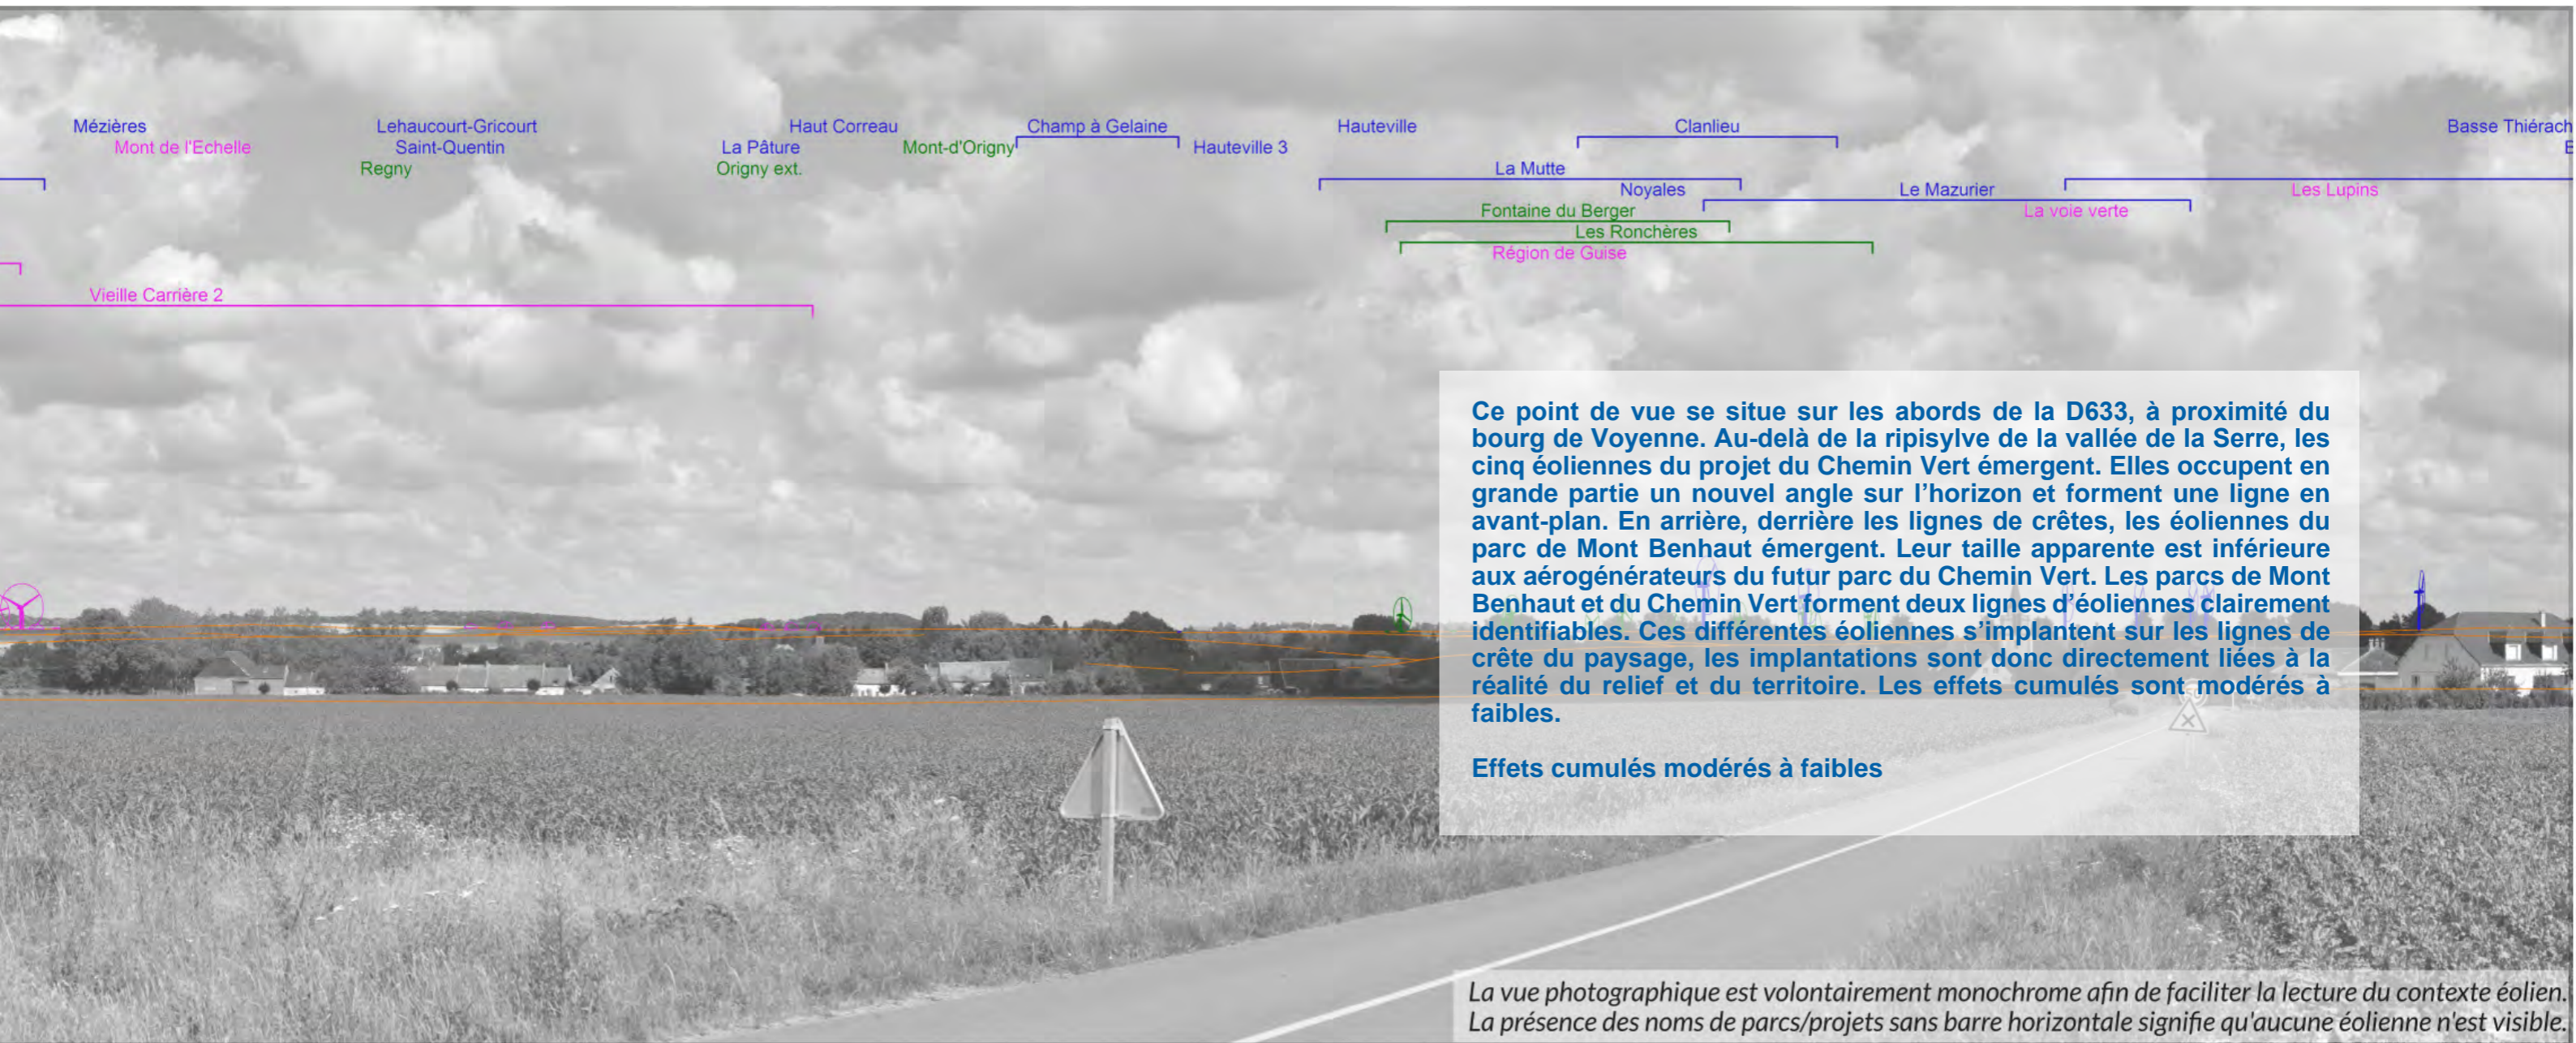 Mézières
Lehaucourt-Gricourt
Haut Correau
Champ à Gelaine
Hauteville
Clanlieu
Basse Thiérach
Mont de l'Echelle
Saint-Quentin
La Pâture
Mont-d'Origny
Hauteville 3
E
Regny
Origny ext.
La Mutte
Noyales
Le Mazurier
Les Lupins
Fontaine du Berger
La voie verte
Les Ronchères
Région de Guise
Vieille Carrière 2
Ce point de vue se situe sur les abords de la D633, à proximité du
bourg de Voyenne. Au-delà de la ripisylve de la vallée de la Serre, les
cinq éoliennes du projet du Chemin Vert émergent. Elles occupent en
grande partie un nouvel angle sur l’horizon et forment une ligne en
avant-plan. En arrière, derrière les lignes de crêtes, les éoliennes du
parc de Mont Benhaut émergent. Leur taille apparente est inférieure
aux aérogénérateurs du futur parc du Chemin Vert. Les parcs de Mont
Benhaut et du Chemin Vert forment deux lignes d’éoliennes clairement
identifiables. Ces différentes éoliennes s’implantent sur les lignes de
crête du paysage, les implantations sont donc directement liées à la
réalité du relief et du territoire. Les effets cumulés sont modérés à
faibles.
Effets cumulés modérés à faibles
La vue photographique est volontairement monochrome afin de faciliter la lecture du contexte éolien.
La présence des noms de parcs/projets sans barre horizontale signifie qu'aucune éolienne n'est visible.